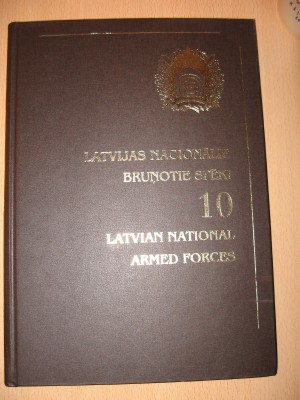 LATVIJAS NACIONĀLIE
BRUŅOTIE SPĒKI
10
LATVIAN NATIONAL
ARMED FORCES